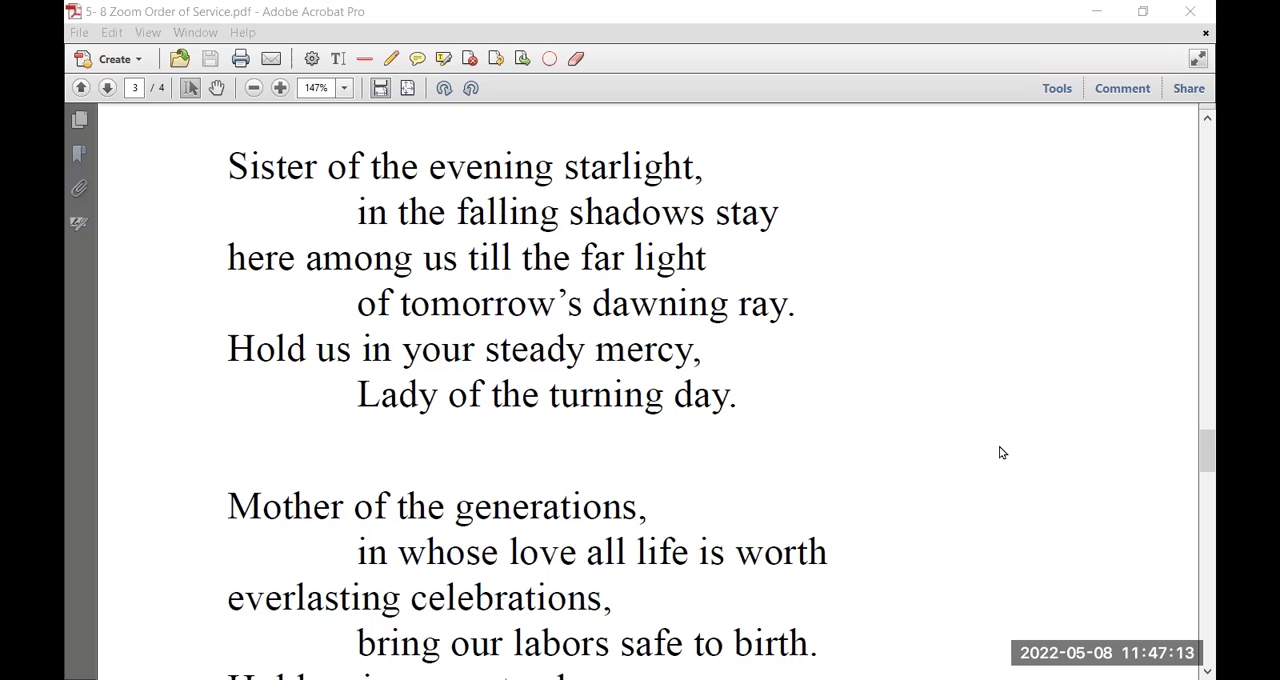 5- 8 Zoom Order of Service.pdf - Adobe Acrobat Pro
File Edit View Window Help
Create
3 / 4 147% Tools Comment Share
Sister of the evening starlight,
in the falling shadows stay
here among us till the far light
of tomorrow’s dawning ray.
Hold us in your steady mercy,
Lady of the turning day.
Mother of the generations,
in whose love all life is worth
everlasting celebrations,
bring our labors safe to birth.
2022-05-08 11:47:13